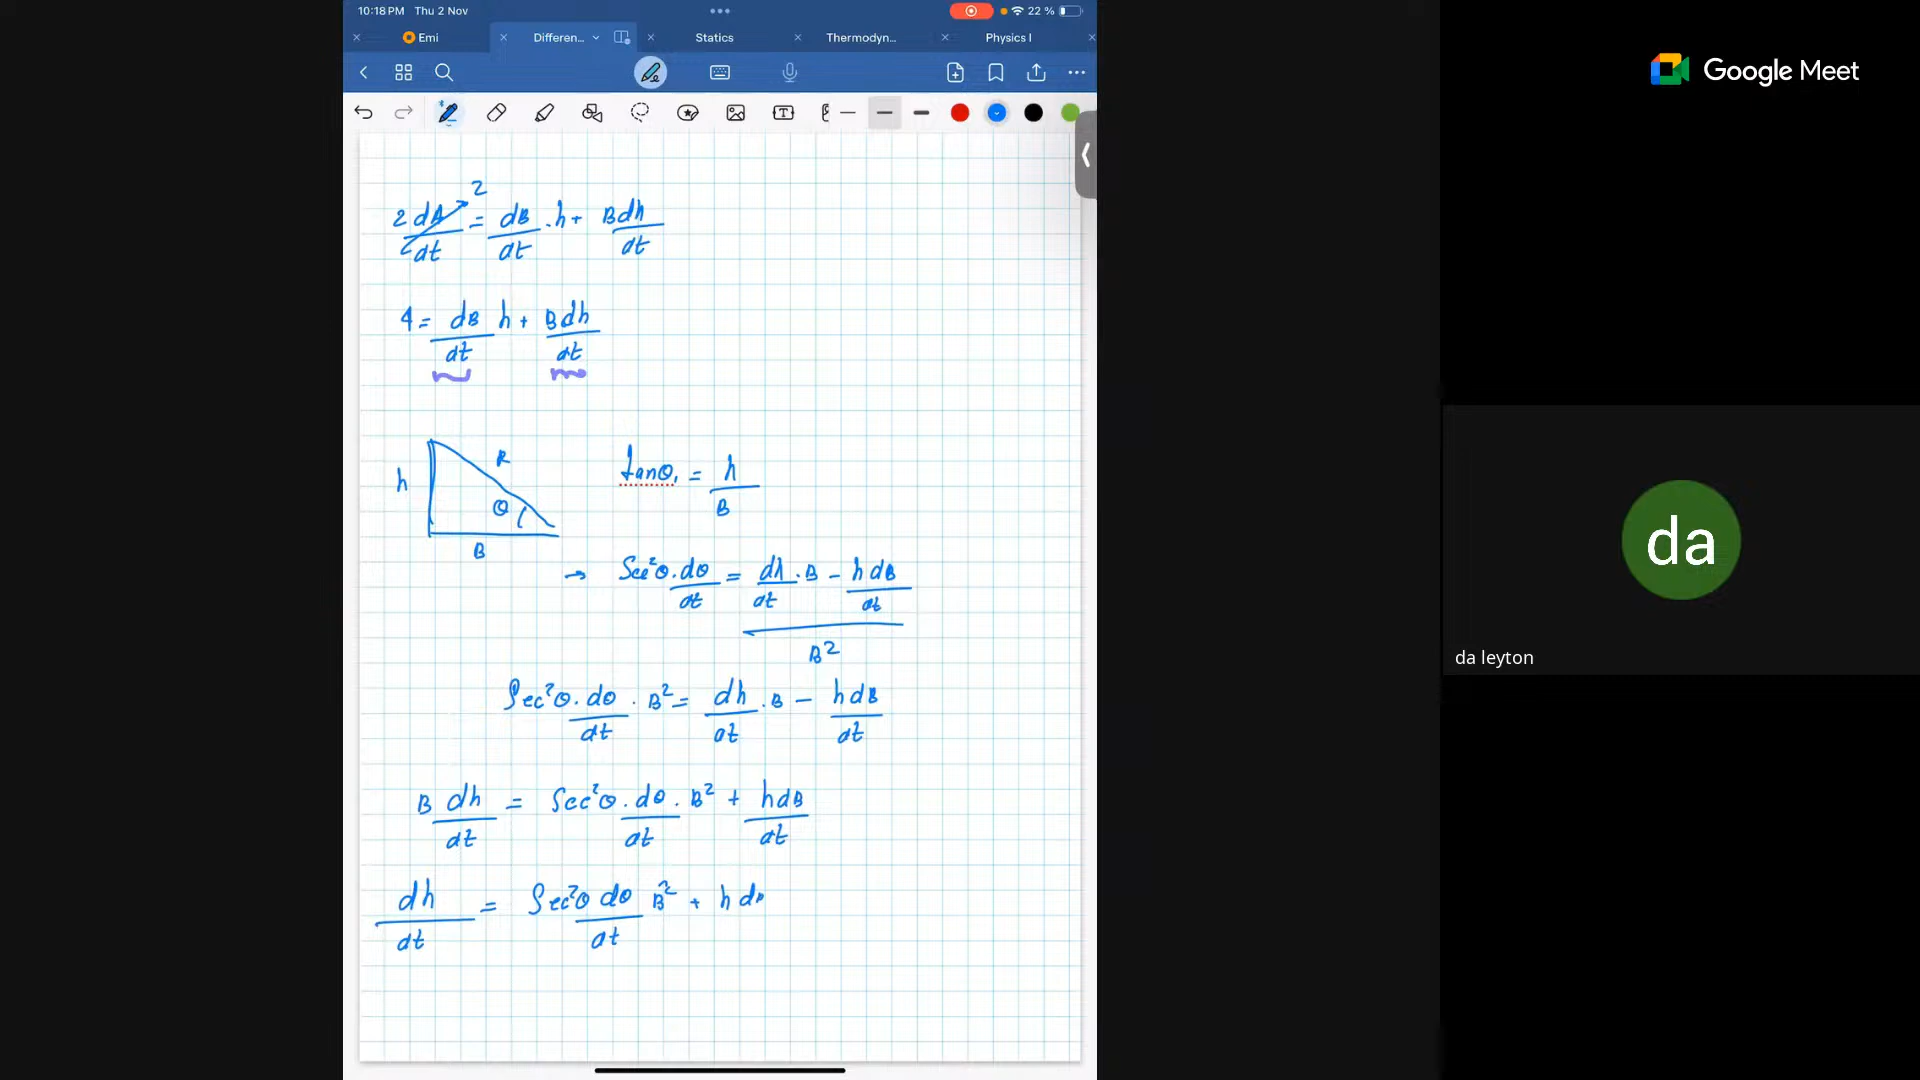 10:18 PM Thu 2 Nov
22 %
Emi
Differen...
Statics
Thermodyn...
Physics I
Google Meet
2 dA/dt 2 = dB/dt . h + B dh/dt
4 = dB/dt h + B dh/dt
h
R
θ
B
tanθ, = h/B
→ Sec²θ . dθ/dt = (dh/dt . B - h dB/dt) / B²
Sec²θ . dθ/dt . B² = dh/dt . B - h dB/dt
B dh/dt = Sec²θ . dθ/dt . B² + h dB/dt
dh/dt = Sec²θ dθ/dt B² + h d
da
da leyton